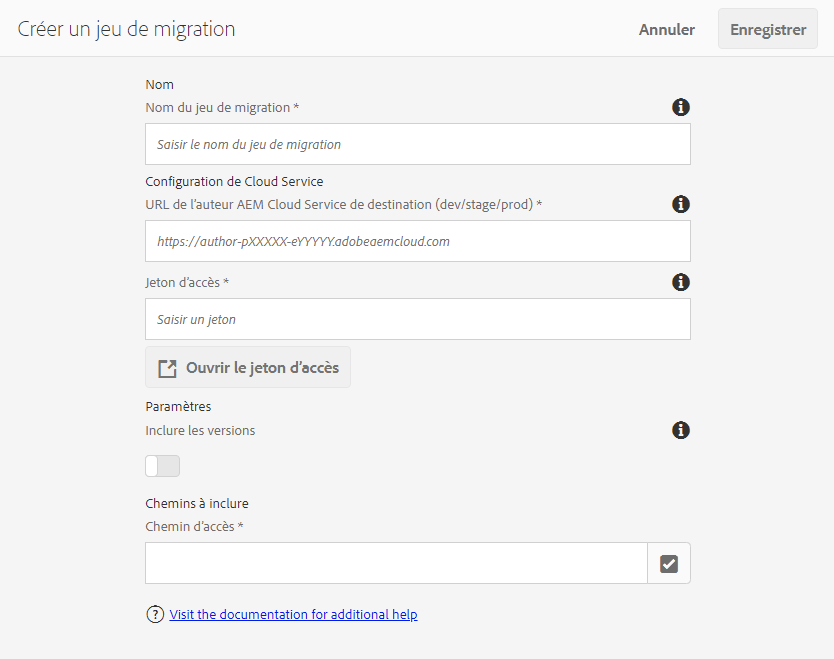 Créer un jeu de migration
Annuler
Enregistrer
Nom
Nom du jeu de migration *
Saisir le nom du jeu de migration
Configuration de Cloud Service
URL de l’auteur AEM Cloud Service de destination (dev/stage/prod) *
https://author-pXXXXX-eYYYYY.adobeaemcloud.com
Jeton d’accès *
Saisir un jeton
Ouvrir le jeton d’accès
Paramètres
Inclure les versions
Chemins à inclure
Chemin d’accès *
Visit the documentation for additional help